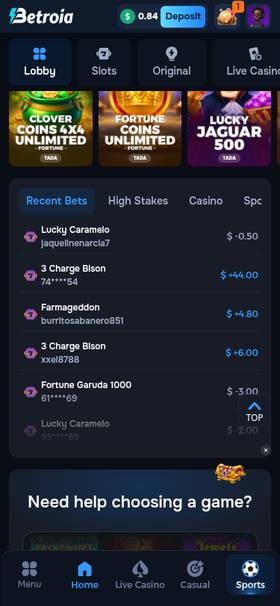 Betroia
$ 0.84 Deposit
1
Lobby
Slots
Original
Live Casino
CLOVER
COINS 4X4
UNLIMITED
- FORTUNE -
TADA
FORTUNE
COINS
UNLIMITED
- FORTUNE -
TADA
LUCKY
JAGUAR
500
TADA
Recent Bets
High Stakes
Casino
Spo
Lucky Caramelo
jaquelinenarcia7
$ -0.50
3 Charge Bison
74****54
$ +44.00
Farmageddon
burritosabanero851
$ +4.80
3 Charge Bison
xxel8788
$ +6.00
Fortune Garuda 1000
61****69
$ -3.00
Lucky Caramelo
95****69
$ -2.00
TOP
×
Need help choosing a game?
Menu
Home
Live Casino
Casual
Sports